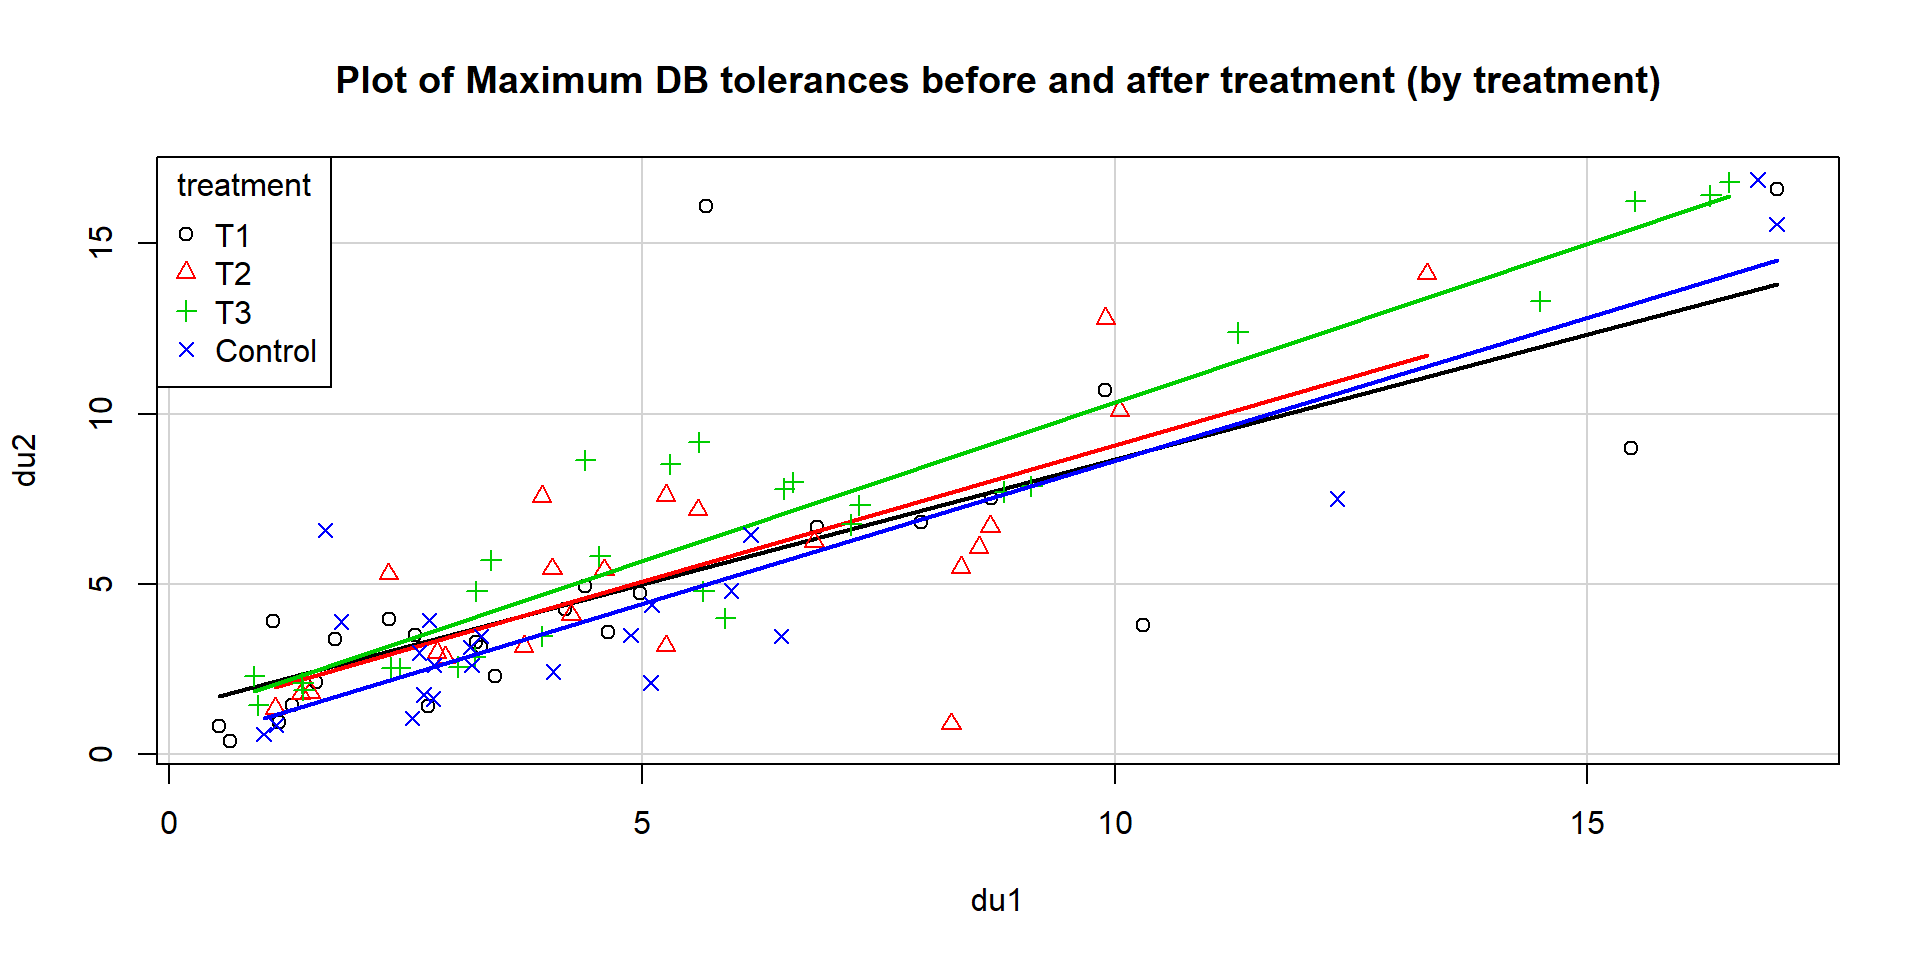 Plot of Maximum DB tolerances before and after treatment (by treatment)
treatment
T1
T2
T3
Control
15
10
5
0
du2
0 5 10 15
du1